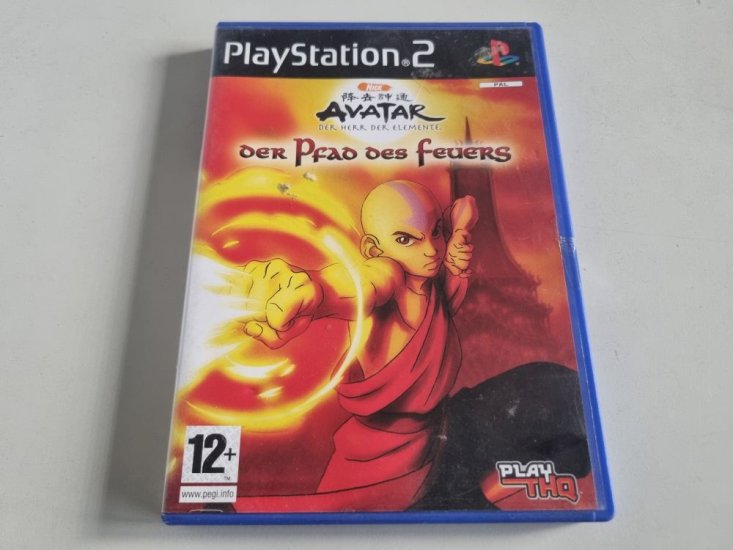 PlayStation®2
PAL
NICK
AVATAR
DER HERR DER ELEMENTE
DER PFAD DES FEUERS
12+
www.pegi.info
PLAY THQ